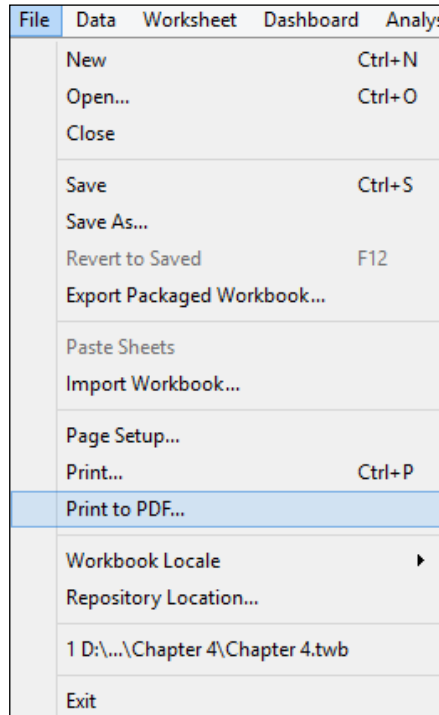 File Data Worksheet Dashboard Analys
New Ctrl+N
Open... Ctrl+O
Close
Save Ctrl+S
Save As...
Revert to Saved F12
Export Packaged Workbook...
Paste Sheets
Import Workbook...
Page Setup...
Print... Ctrl+P
Print to PDF...
Workbook Locale
Repository Location...
1 D:\...\Chapter 4\Chapter 4.twb
Exit